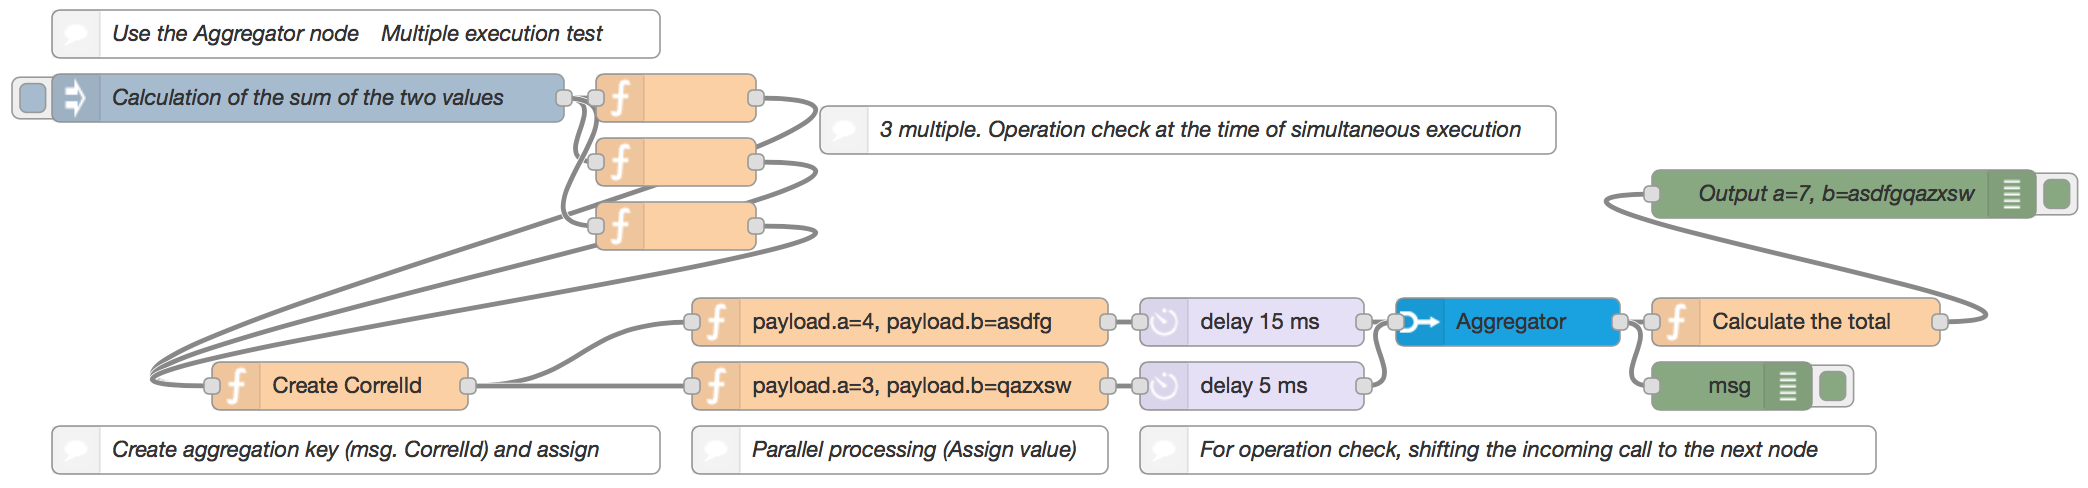 Use the Aggregator node Multiple execution test
Calculation of the sum of the two values
3 multiple. Operation check at the time of simultaneous execution
Output a=7, b=asdfgqazxsw
payload.a=4, payload.b=asdfg
delay 15 ms
Aggregator
Calculate the total
Create CorrelId
payload.a=3, payload.b=qazxsw
delay 5 ms
msg
Create aggregation key (msg. CorrelId) and assign
Parallel processing (Assign value)
For operation check, shifting the incoming call to the next node